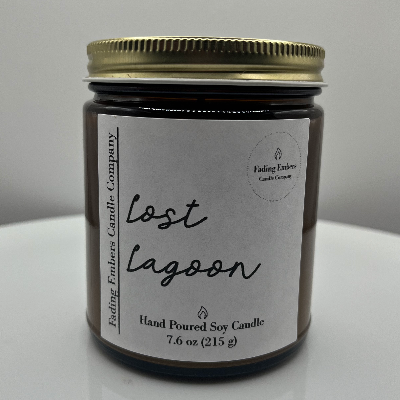 Fading Embers Candle Company
Fading Embers
Candle Company
lost
lagoon
Hand Poured Soy Candle
7.6 oz (215 g)